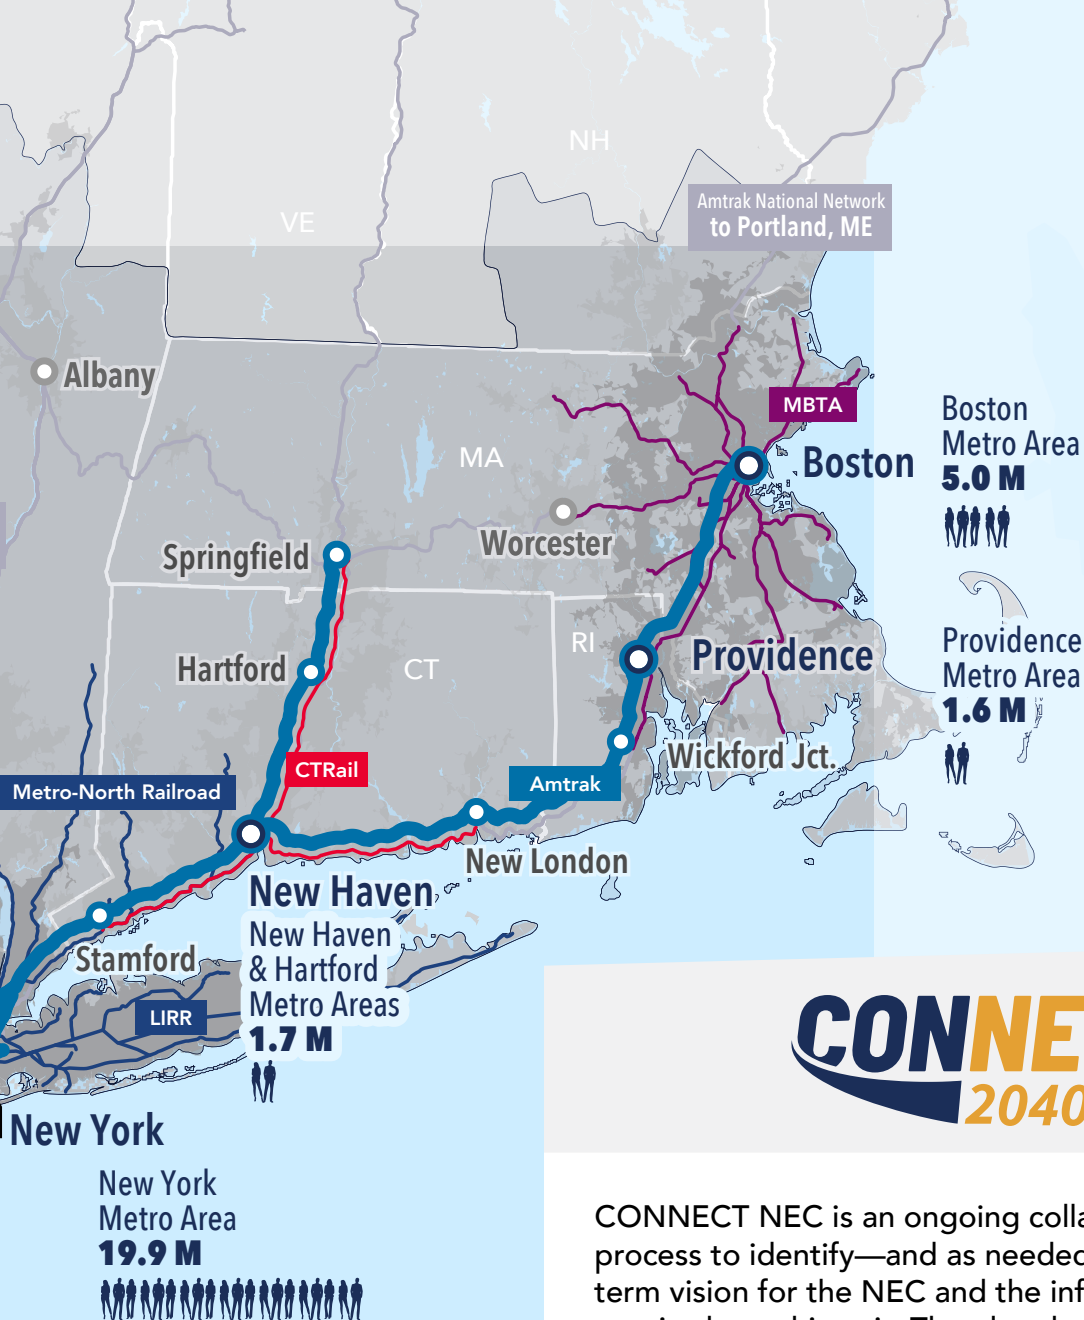 NH
VE
Amtrak National Network
to Portland, ME
Albany
MBTA
Boston
Metro Area
5.0 M
MA
Boston
Worcester
Springfield
RI
Providence
Providence
Metro Area
1.6 M
Hartford
CT
Wickford Jct.
CTRail
Amtrak
Metro-North Railroad
New London
New Haven
New Haven
& Hartford
Metro Areas
1.7 M
Stamford
LIRR
New York
New York
Metro Area
19.9 M
CONNE
2040
CONNECT NEC is an ongoing colla
process to identify—and as needed
term vision for the NEC and the inf